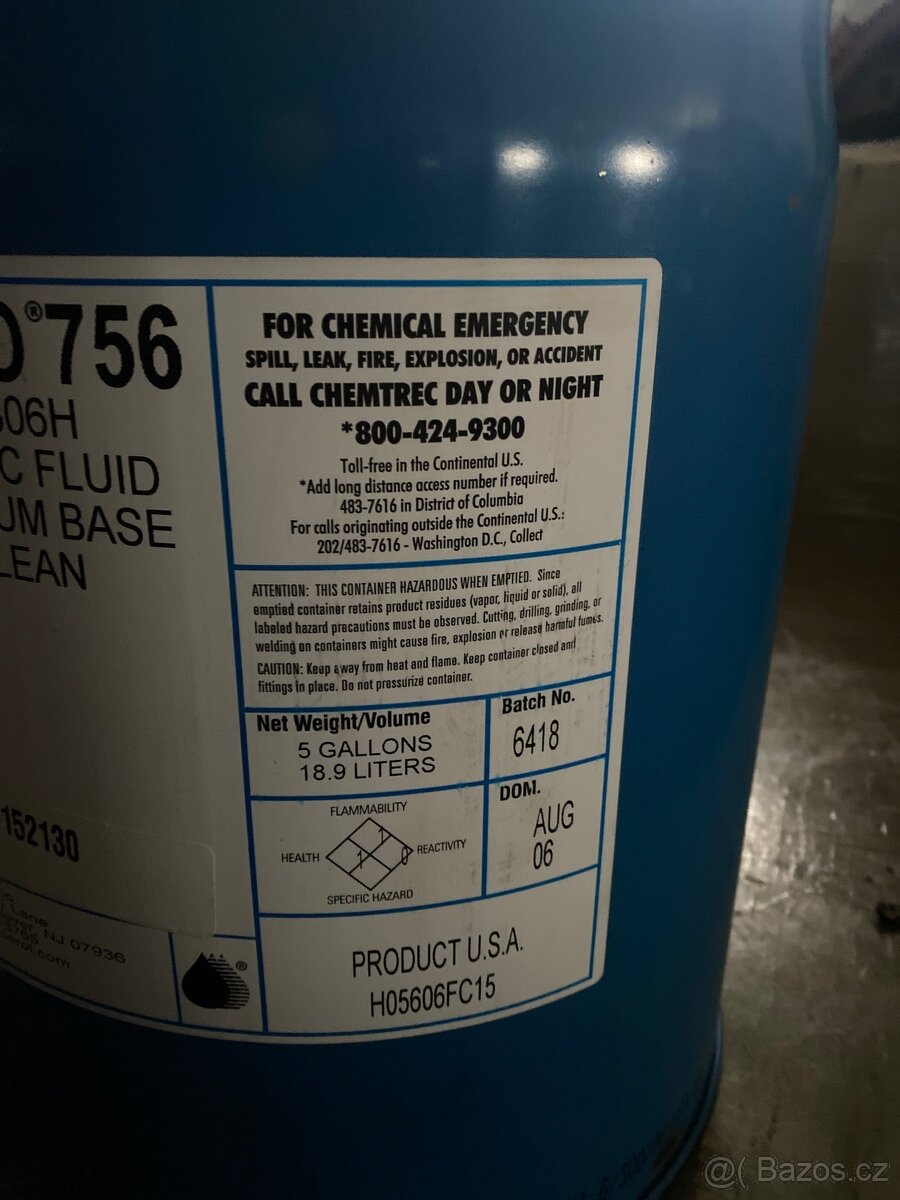 ®756
06H
C FLUID
UM BASE
LEAN
152130
Lane
over, NJ 07936
3765
erol.com
FOR CHEMICAL EMERGENCY
SPILL, LEAK, FIRE, EXPLOSION, OR ACCIDENT
CALL CHEMTREC DAY OR NIGHT
*800-424-9300
Toll-free in the Continental U.S.
*Add long distance access number if required.
483-7616 in District of Columbia
For calls originating outside the Continental U.S.:
202/483-7616 - Washington D.C., Collect
ATTENTION: THIS CONTAINER HAZARDOUS WHEN EMPTIED. Since
emptied container retains product residues (vapor, liquid or solid), all
labeled hazard precautions must be observed. Cutting, drilling, grinding, or
welding on containers might cause fire, explosion or release harmful fumes.
CAUTION: Keep away from heat and flame. Keep container closed and
fittings in place. Do not pressurize container.
Net Weight/Volume
5 GALLONS
18.9 LITERS
Batch No.
6418
FLAMMABILITY
1
HEALTH
1
0
REACTIVITY
SPECIFIC HAZARD
DOM.
AUG
06
®
PRODUCT U.S.A.
H05606FC15
@( Bazos.cz